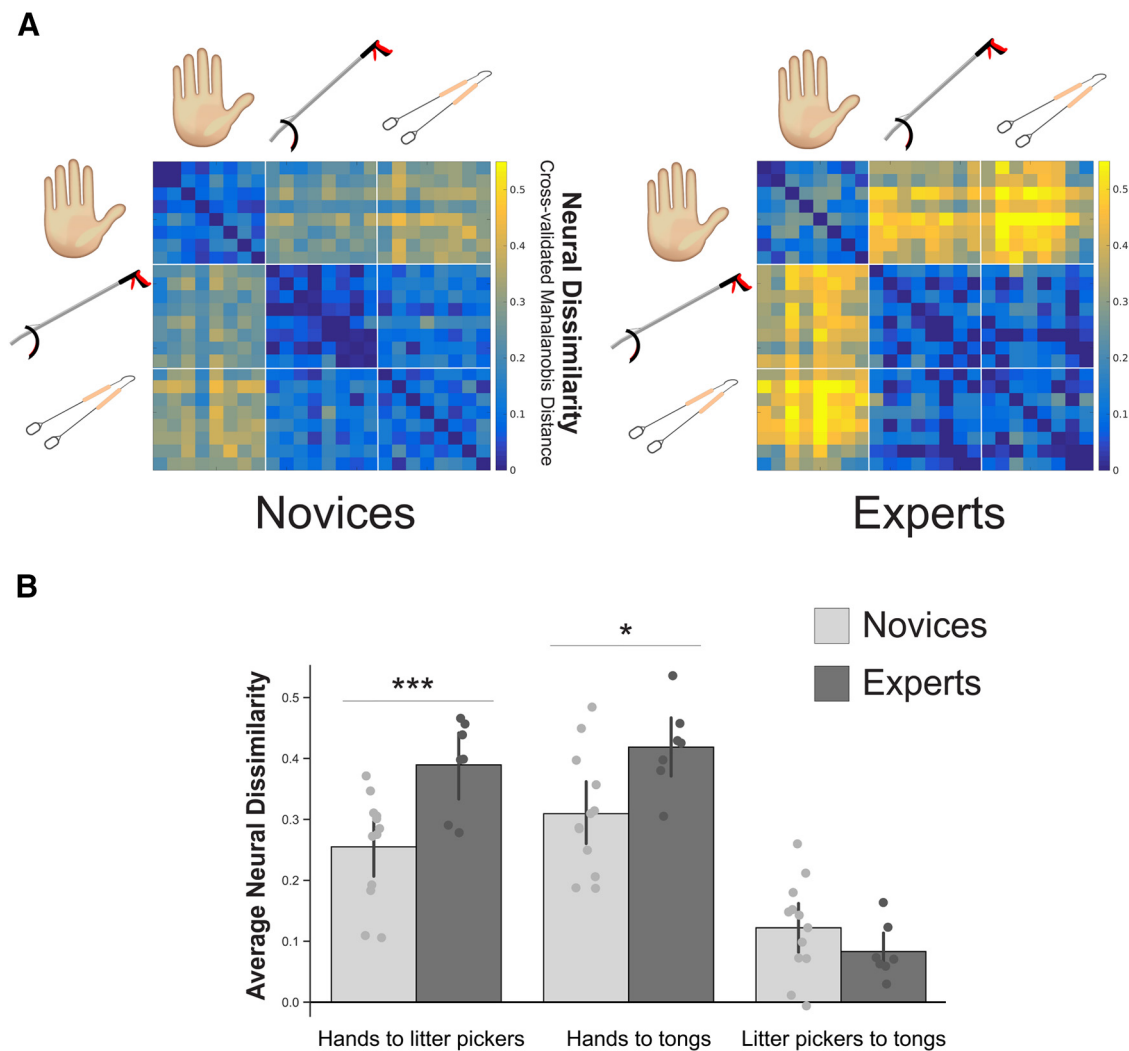 A
0.5
0.4
0.3
0.2
0.1
0
Neural Dissimilarity
Cross-validated Mahalanobis Distance
0.5
0.4
0.3
0.2
0.1
0
Novices
Experts
B
Novices
Experts
Average Neural Dissimilarity
0.5
0.4
0.3
0.2
0.1
0.0
***
*
Hands to litter pickers
Hands to tongs
Litter pickers to tongs